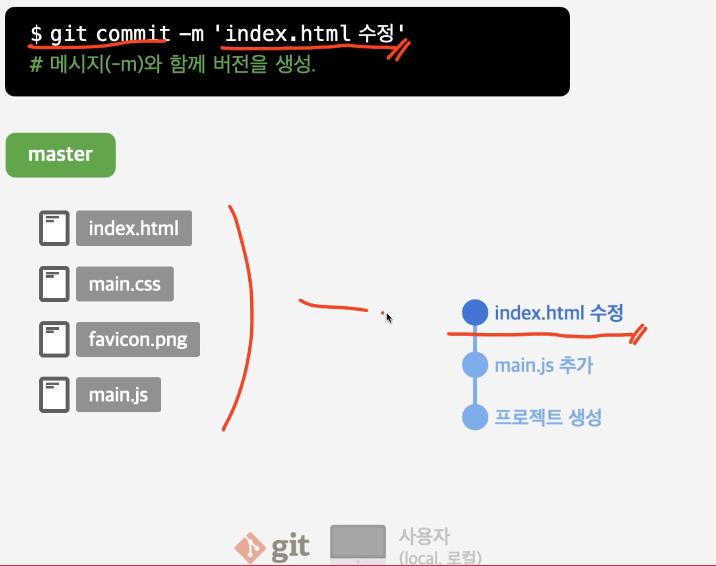 $ git commit -m 'index.html 수정'
# 메시지(-m)와 함께 버전을 생성.
master
index.html
main.css
favicon.png
main.js
index.html 수정
main.js 추가
프로젝트 생성
git
사용자
(local, 로컬)